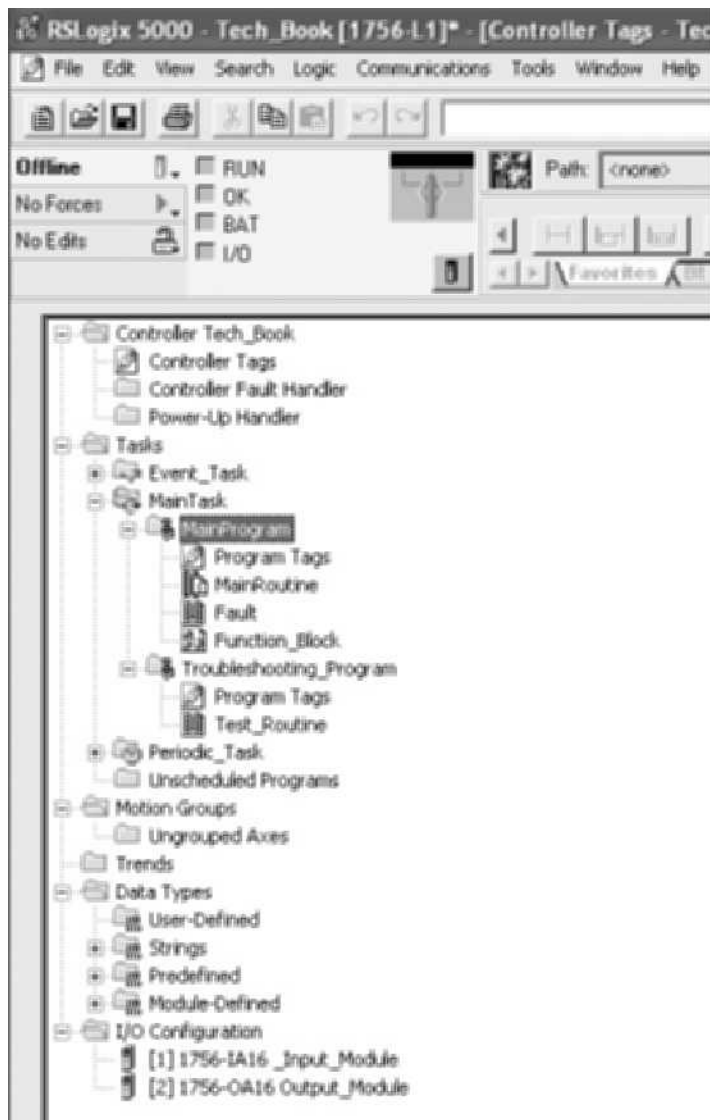 RSLogix 5000 - Tech_Book [1756-L1]* - [Controller Tags - Tec
File Edit View Search Logic Communications Tools Window Help
Offline RUN
No Forces OK
No Edits BAT
I/O
Path: <none>
Favorites Bit
Controller Tech_Book
Controller Tags
Controller Fault Handler
Power-Up Handler
Tasks
Event_Task
MainTask
MainProgram
Program Tags
MainRoutine
Fault
Function_Block
Troubleshooting_Program
Program Tags
Test_Routine
Periodic_Task
Unscheduled Programs
Motion Groups
Ungrouped Axes
Trends
Data Types
User-Defined
Strings
Predefined
Module-Defined
I/O Configuration
[1] 1756-IA16 _Input_Module
[2] 1756-OA16 Output_Module